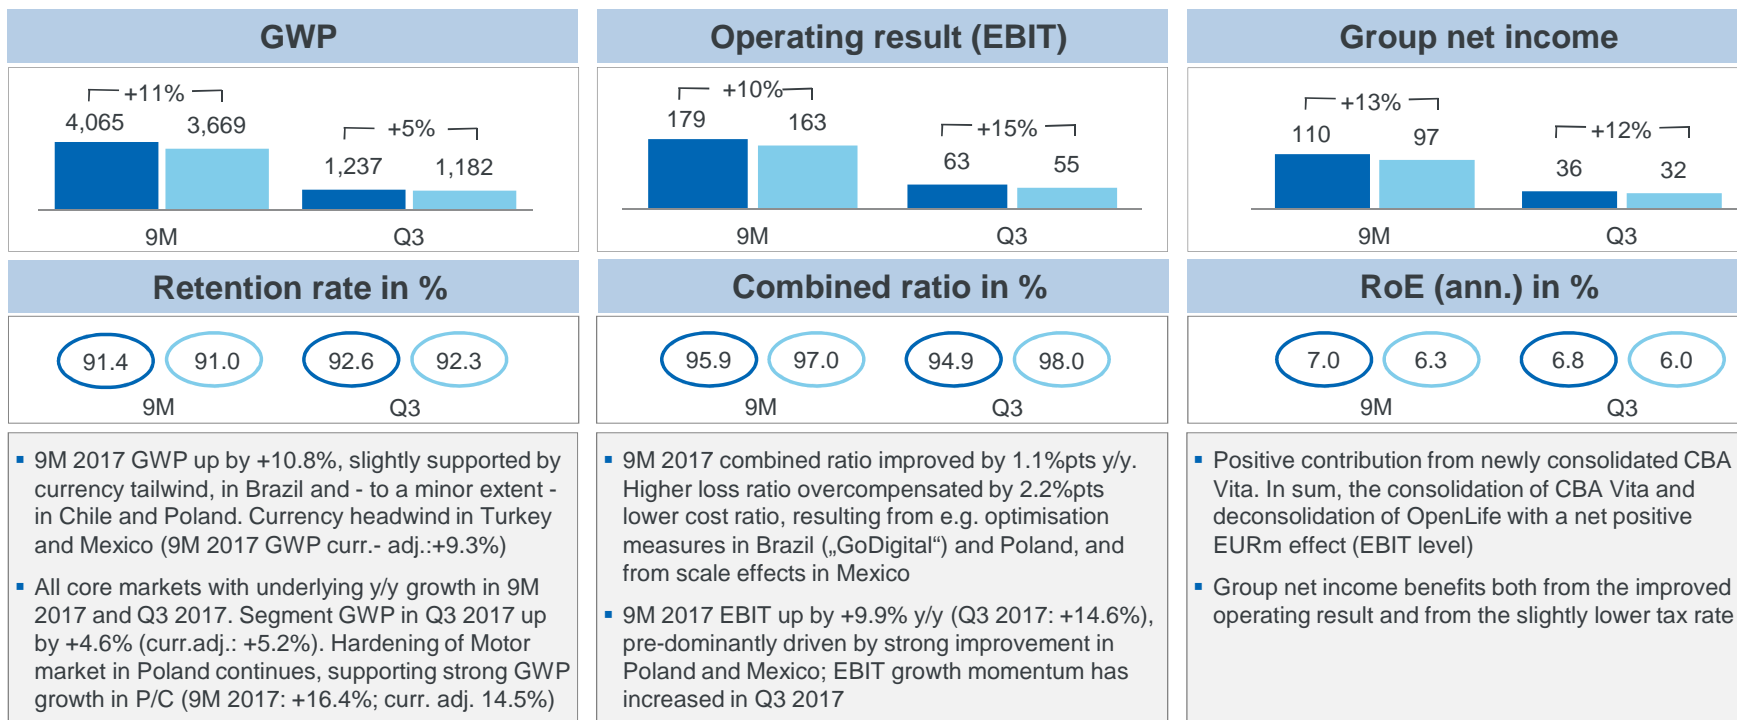 GWP
+11%
4,065
3,669
+5%
1,237
1,182
9M
Q3
Operating result (EBIT)
+10%
179
163
+15%
63
55
9M
Q3
Group net income
+13%
110
97
+12%
36
32
9M
Q3
Retention rate in %
91.4
91.0
92.6
92.3
9M
Q3
Combined ratio in %
95.9
97.0
94.9
98.0
9M
Q3
RoE (ann.) in %
7.0
6.3
6.8
6.0
9M
Q3
▪ 9M 2017 GWP up by +10.8%, slightly supported by
currency tailwind, in Brazil and - to a minor extent -
in Chile and Poland. Currency headwind in Turkey
and Mexico (9M 2017 GWP curr.- adj.:+9.3%)
▪ All core markets with underlying y/y growth in 9M
2017 and Q3 2017. Segment GWP in Q3 2017 up
by +4.6% (curr.adj.: +5.2%). Hardening of Motor
market in Poland continues, supporting strong GWP
growth in P/C (9M 2017: +16.4%; curr. adj. 14.5%)
▪ 9M 2017 combined ratio improved by 1.1%pts y/y.
Higher loss ratio overcompensated by 2.2%pts
lower cost ratio, resulting from e.g. optimisation
measures in Brazil („GoDigital“) and Poland, and
from scale effects in Mexico
▪ 9M 2017 EBIT up by +9.9% y/y (Q3 2017: +14.6%),
pre-dominantly driven by strong improvement in
Poland and Mexico; EBIT growth momentum has
increased in Q3 2017
▪ Positive contribution from newly consolidated CBA
Vita. In sum, the consolidation of CBA Vita and
deconsolidation of OpenLife with a net positive
EURm effect (EBIT level)
▪ Group net income benefits both from the improved
operating result and from the slightly lower tax rate